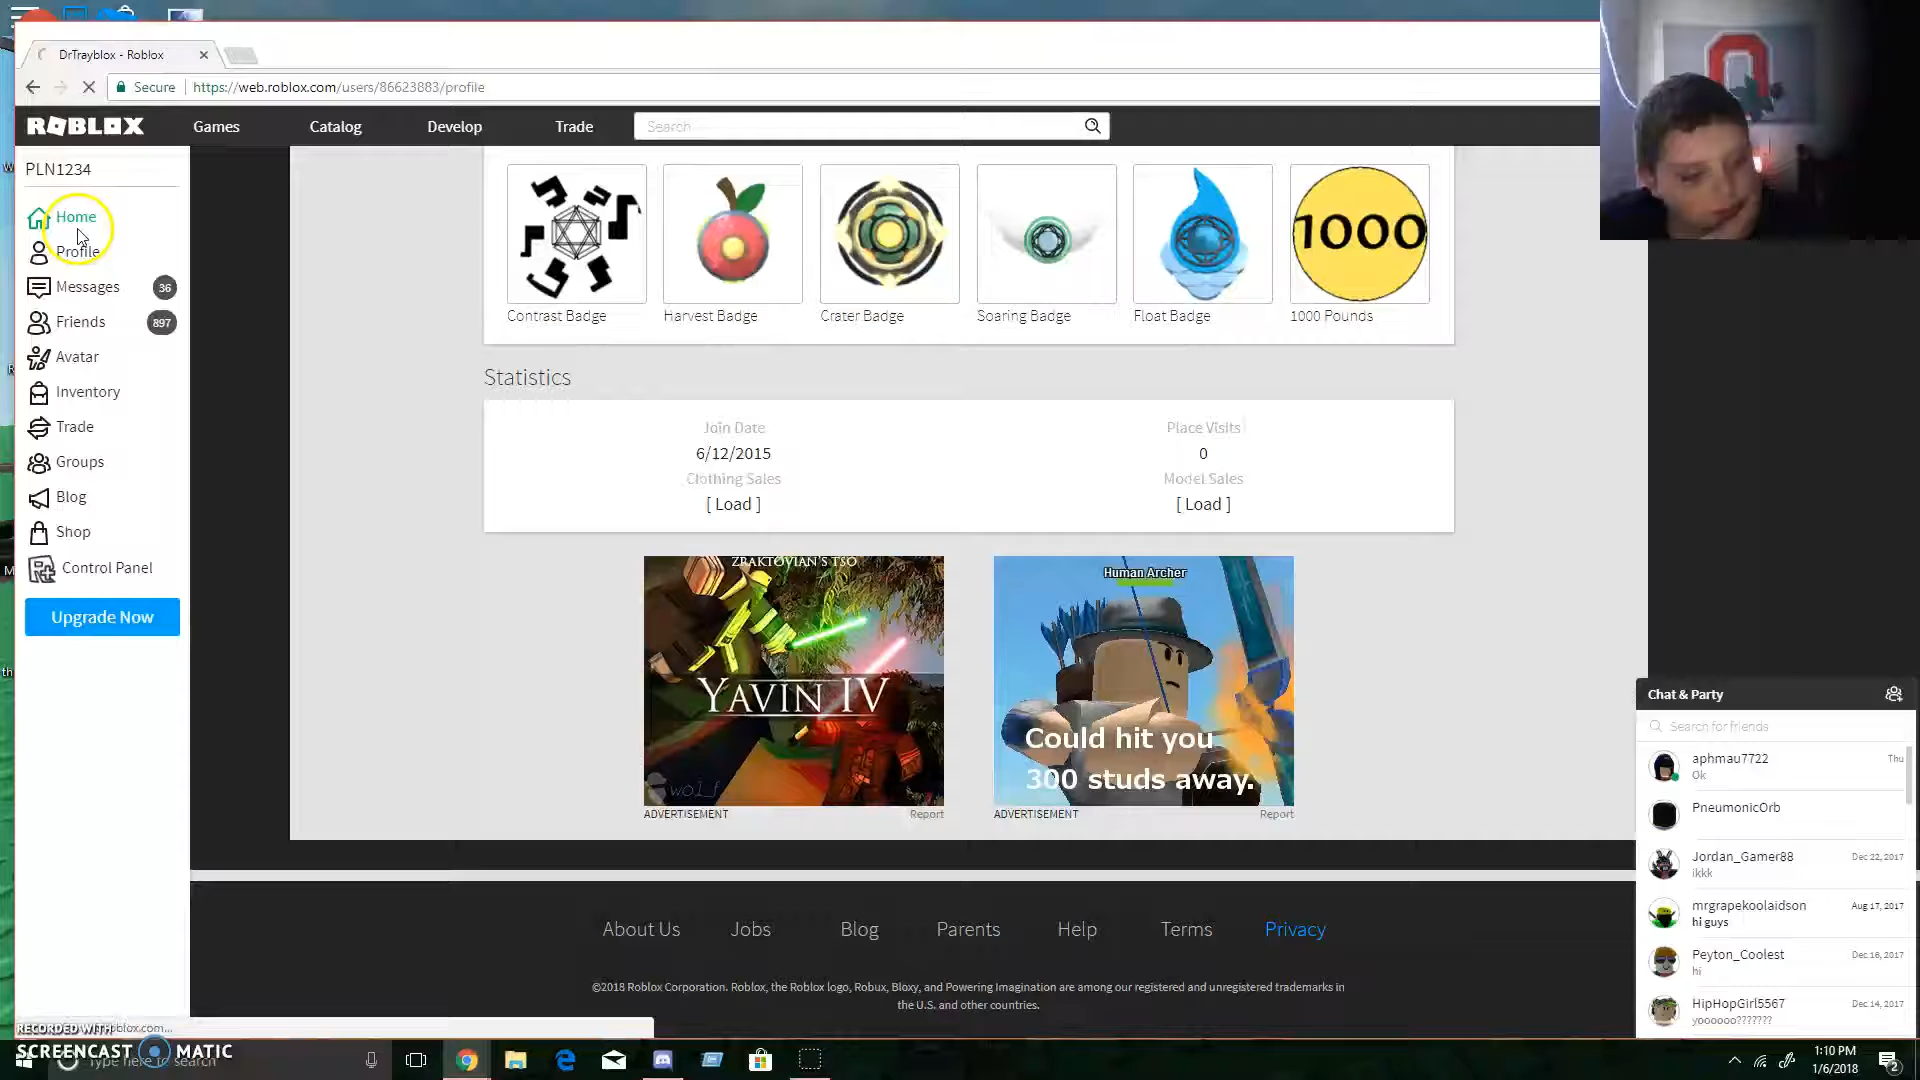 DrTrayblox - Roblox
Secure | https://web.roblox.com/users/86623883/profile
ROBLOX Games Catalog Develop Trade Search
PLN1234
Home
Profile
Messages 36
Friends 897
Avatar
Inventory
Trade
Groups
Blog
Shop
Control Panel
Upgrade Now
1000
Contrast Badge Harvest Badge Crater Badge Soaring Badge Float Badge 1000 Pounds
Statistics
Join Date Place Visits
6/12/2015 0
Clothing Sales Model Sales
[ Load ] [ Load ]
ZRAKTOVIAN'S TSO
YAVIN IV
wolf
ADVERTISEMENT Report
Human Archer
Could hit you
300 studs away.
ADVERTISEMENT Report
Chat & Party
Search for friends
aphmau7722 Thu
Ok
PneumonicOrb
Jordan_Gamer88 Dec 22, 2017
ikkk
mrgrapekoolaidson Aug 17, 2017
hi guys
Peyton_Coolest Dec 16, 2017
hi
HipHopGirl5567 Dec 14, 2017
yoooooo???????
About Us Jobs Blog Parents Help Terms Privacy
©2018 Roblox Corporation. Roblox, the Roblox logo, Robux, Bloxy, and Powering Imagination are among our registered and unregistered trademarks in
the U.S. and other countries.
RECORDED WITH
SCREENCAST MATIC
Type here to search
1:10 PM
1/6/2018
2